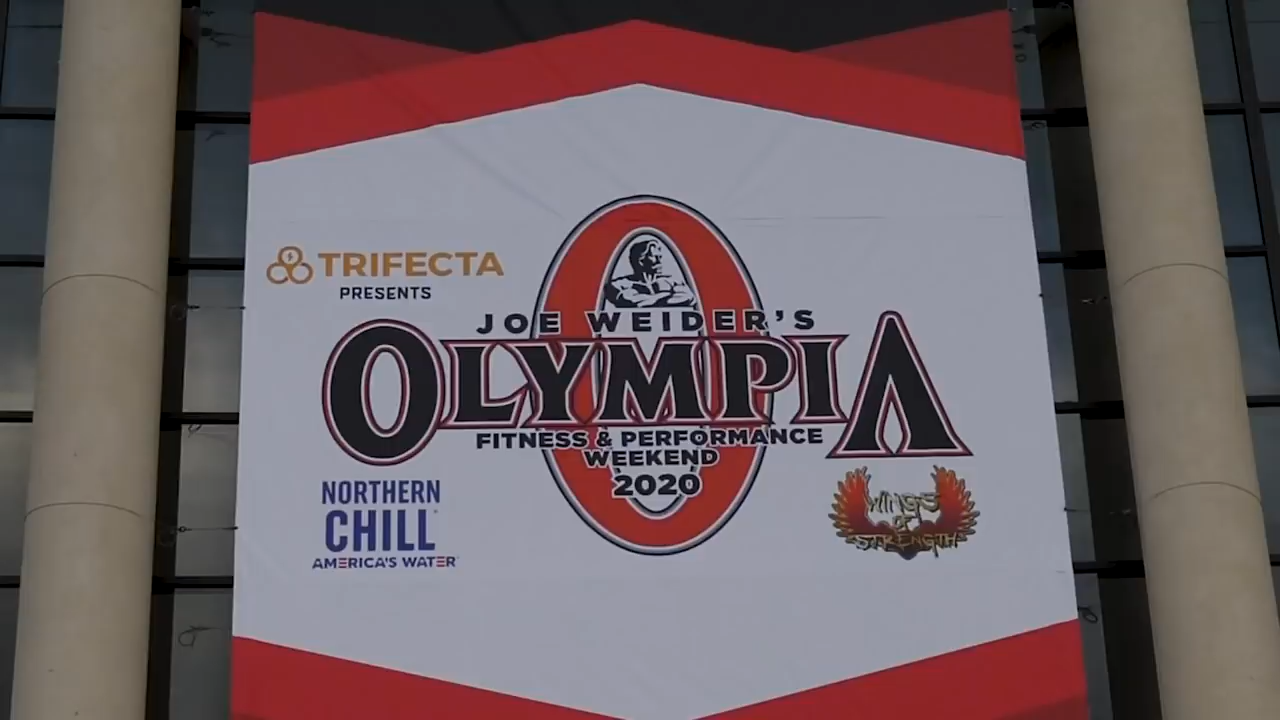 TRIFECTA
PRESENTS
JOE WEIDER'S
OLYMPIA
FITNESS & PERFORMANCE
WEEKEND
2020
NORTHERN
CHILL
AMERICA'S WATER
WINGS
OF
STRENGTH